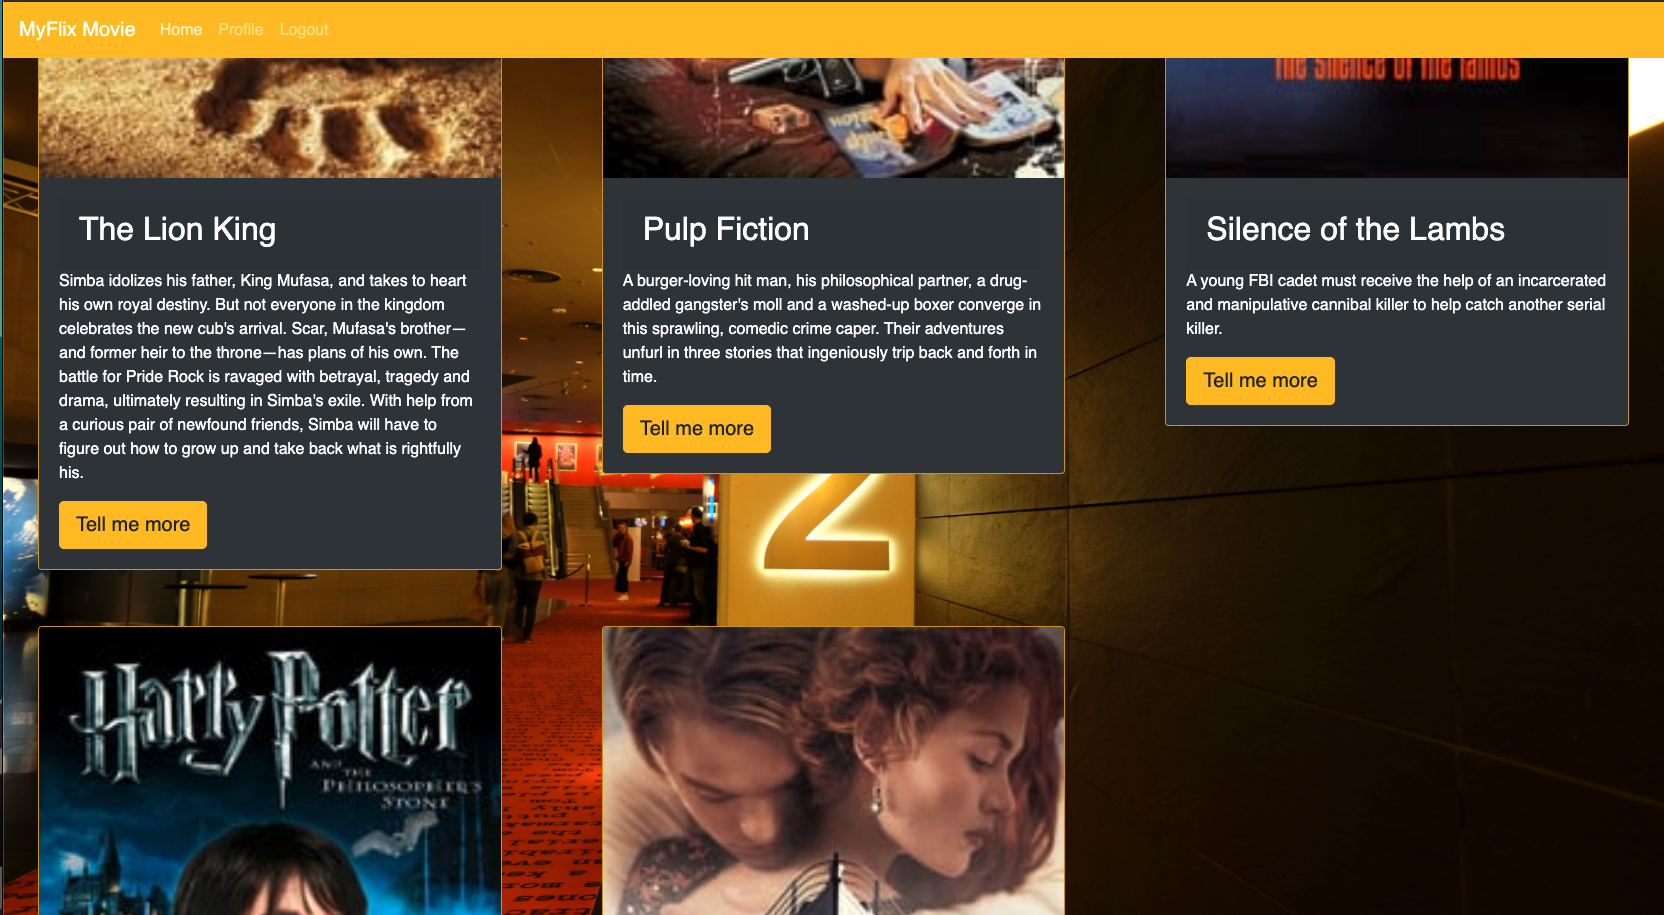 MyFlix Movie Home Profile Logout
The Silence of the Lambs
The Lion King
Simba idolizes his father, King Mufasa, and takes to heart
his own royal destiny. But not everyone in the kingdom
celebrates the new cub's arrival. Scar, Mufasa's brother—
and former heir to the throne—has plans of his own. The
battle for Pride Rock is ravaged with betrayal, tragedy and
drama, ultimately resulting in Simba's exile. With help from
a curious pair of newfound friends, Simba will have to
figure out how to grow up and take back what is rightfully
his.
Tell me more
Pulp Fiction
A burger-loving hit man, his philosophical partner, a drug-
addled gangster's moll and a washed-up boxer converge in
this sprawling, comedic crime caper. Their adventures
unfurl in three stories that ingeniously trip back and forth in
time.
Tell me more
Silence of the Lambs
A young FBI cadet must receive the help of an incarcerated
and manipulative cannibal killer to help catch another serial
killer.
Tell me more
2
Harry Potter
AND THE
PHILOSOPHER'S
STONE